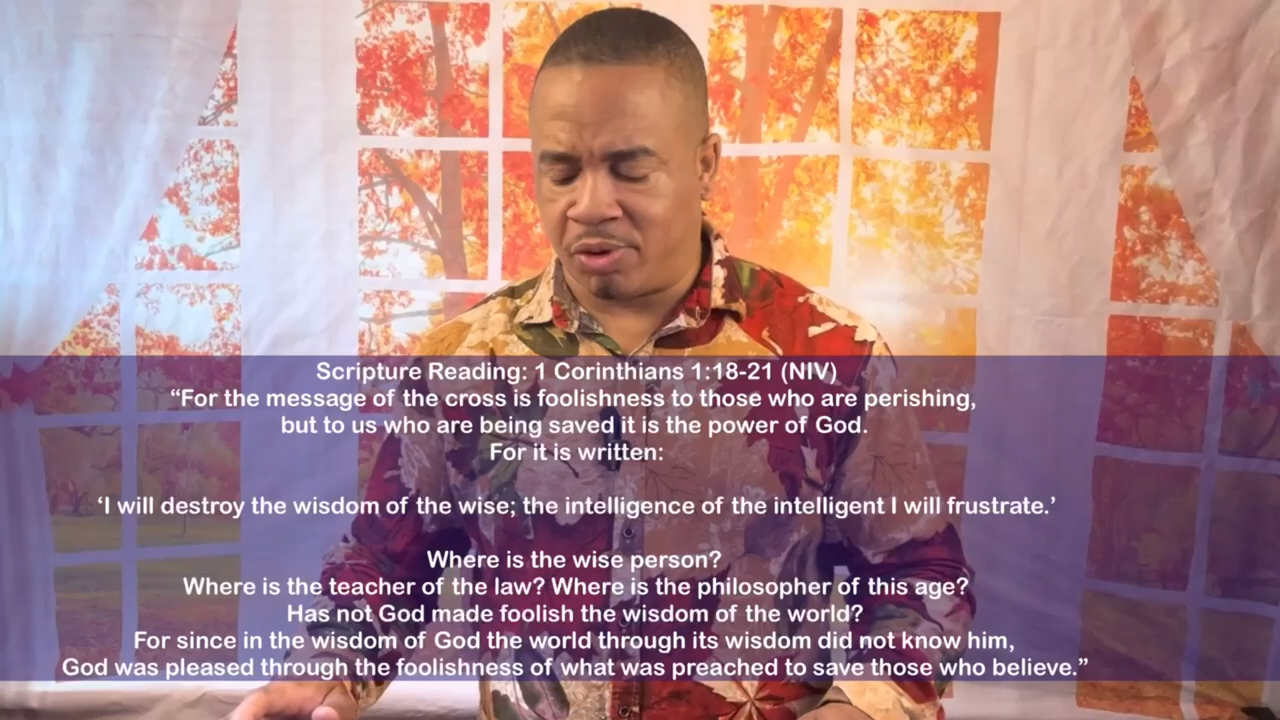 Scripture Reading: 1 Corinthians 1:18-21 (NIV)
“For the message of the cross is foolishness to those who are perishing,
but to us who are being saved it is the power of God.
For it is written:
‘I will destroy the wisdom of the wise; the intelligence of the intelligent I will frustrate.’
Where is the wise person?
Where is the teacher of the law? Where is the philosopher of this age?
Has not God made foolish the wisdom of the world?
For since in the wisdom of God the world through its wisdom did not know him,
God was pleased through the foolishness of what was preached to save those who believe.”